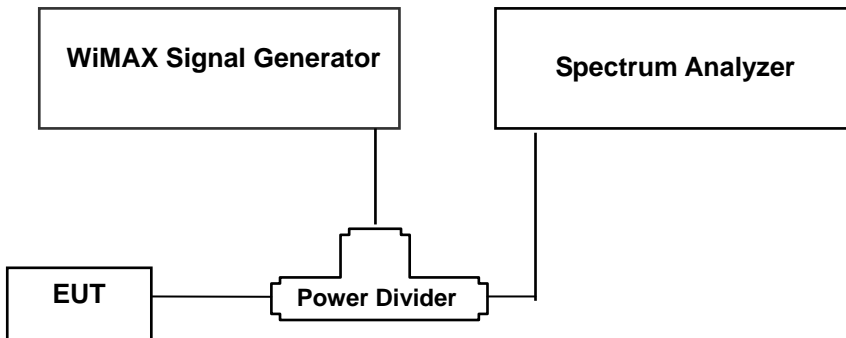 WiMAX Signal Generator
Spectrum Analyzer
EUT
Power Divider